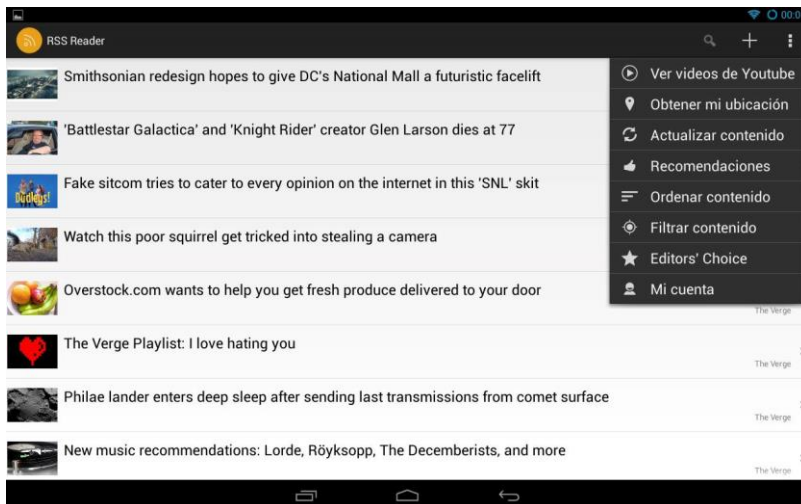 00:0
RSS Reader
Smithsonian redesign hopes to give DC's National Mall a futuristic facelift
'Battlestar Galactica' and 'Knight Rider' creator Glen Larson dies at 77
Fake sitcom tries to cater to every opinion on the internet in this 'SNL' skit
Watch this poor squirrel get tricked into stealing a camera
Overstock.com wants to help you get fresh produce delivered to your door
The Verge
The Verge Playlist: I love hating you
The Verge
Philae lander enters deep sleep after sending last transmissions from comet surface
The Verge
New music recommendations: Lorde, Röyksopp, The Decemberists, and more
The Verge
Ver videos de Youtube
Obtener mi ubicación
Actualizar contenido
Recomendaciones
Ordenar contenido
Filtrar contenido
Editors' Choice
Mi cuenta